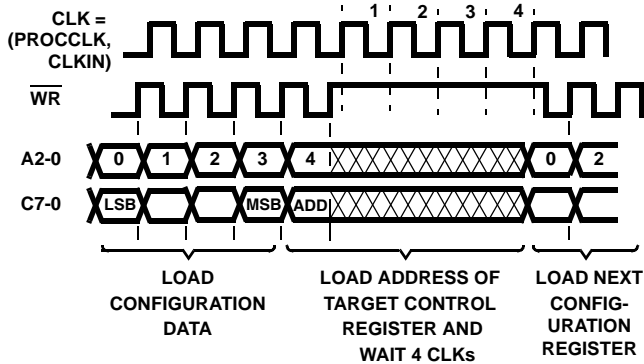 CLK =
(PROCCLK,
CLKIN)
1 2 3 4
WR
A2-0 0 1 2 3 4 0 2
C7-0 LSB MSB ADD
LOAD
CONFIGURATION
DATA
LOAD ADDRESS OF
TARGET CONTROL
REGISTER AND
WAIT 4 CLKs
LOAD NEXT
CONFIG-
URATION
REGISTER